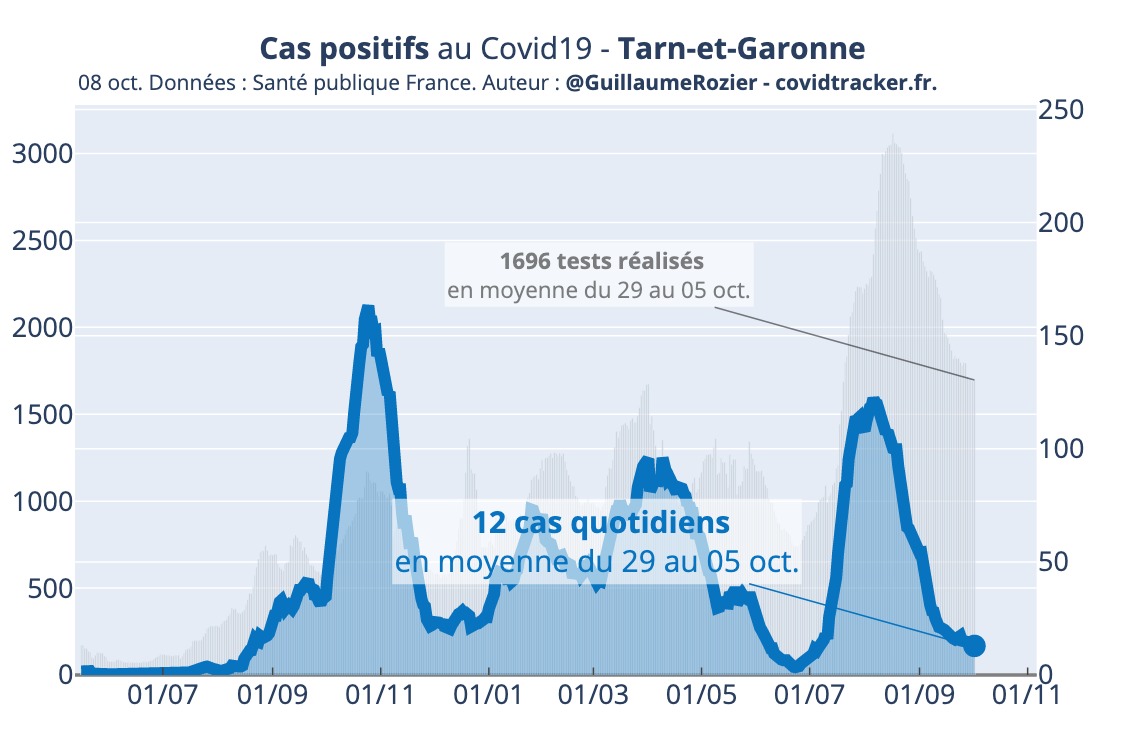 Cas positifs au Covid19 - Tarn-et-Garonne
08 oct. Données : Santé publique France. Auteur : @GuillaumeRozier - covidtracker.fr.
250
3000
200
2500
1696 tests réalisés
en moyenne du 29 au 05 oct.
2000
150
1500
100
1000
12 cas quotidiens
en moyenne du 29 au 05 oct.
50
500
0
0
01/07 01/09 01/11 01/01 01/03 01/05 01/07 01/09 01/11